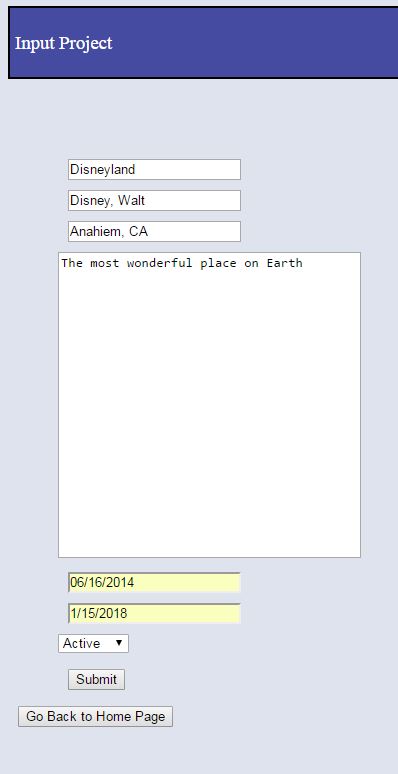 Input Project
Disneyland
Disney, Walt
Anahiem, CA
The most wonderful place on Earth
06/16/2014
1/15/2018
Active
Submit
Go Back to Home Page